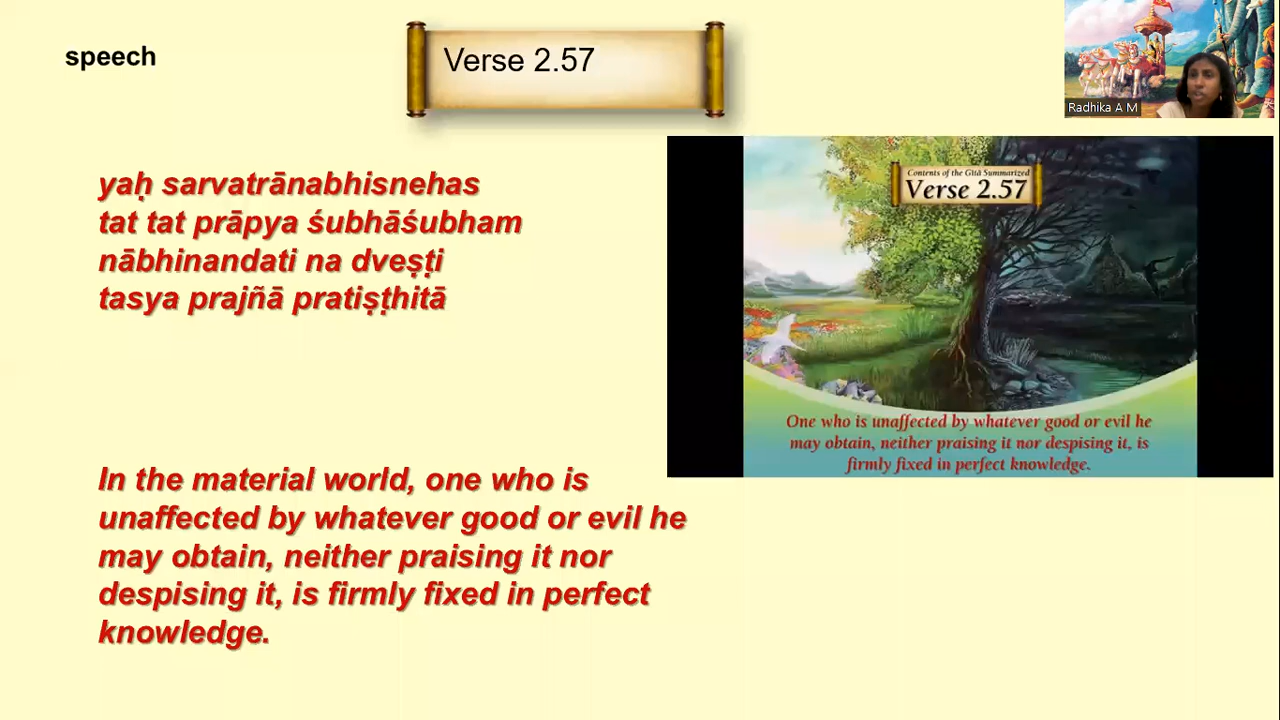 speech
Verse 2.57
Radhika A M
yaḥ sarvatrānabhisnehas
tat tat prāpya śubhāśubham
nābhinandati na dveṣṭi
tasya prajñā pratiṣṭhitā
Contents of the Gītā Summarized
Verse 2.57
One who is unaffected by whatever good or evil he
may obtain, neither praising it nor despising it, is
firmly fixed in perfect knowledge.
In the material world, one who is
unaffected by whatever good or evil he
may obtain, neither praising it nor
despising it, is firmly fixed in perfect
knowledge.